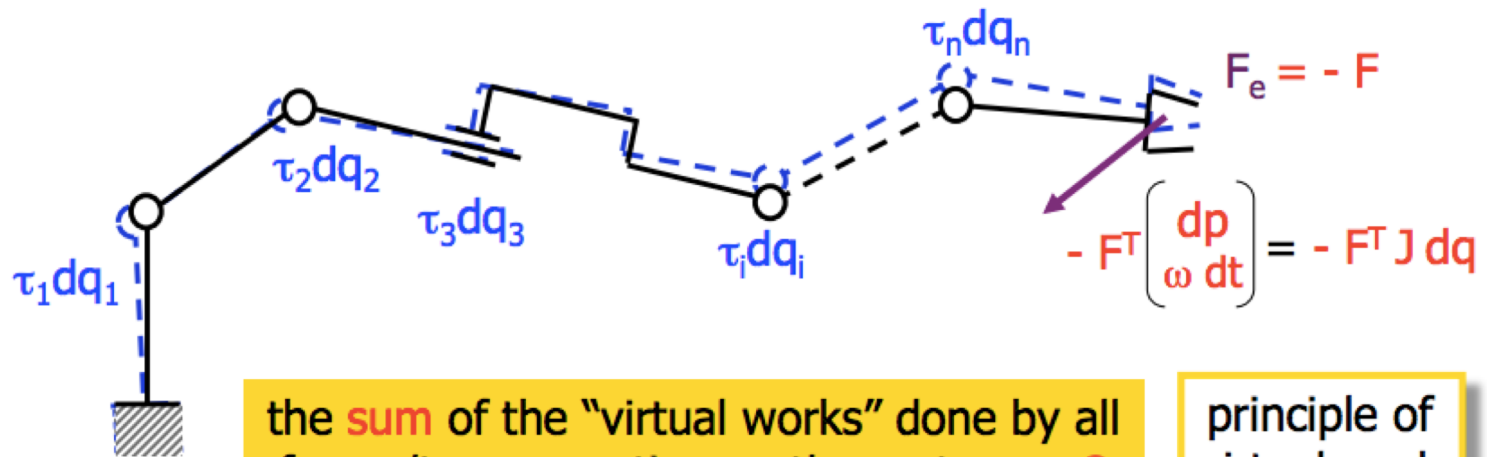 τₙdqₙ
Fₑ = - F
τ₂dq₂
τ₃dq₃
τᵢdqᵢ
τ₁dq₁
- Fᵀ ( dp
ω dt ) = - Fᵀ J dq
the sum of the “virtual works” done by all
principle of